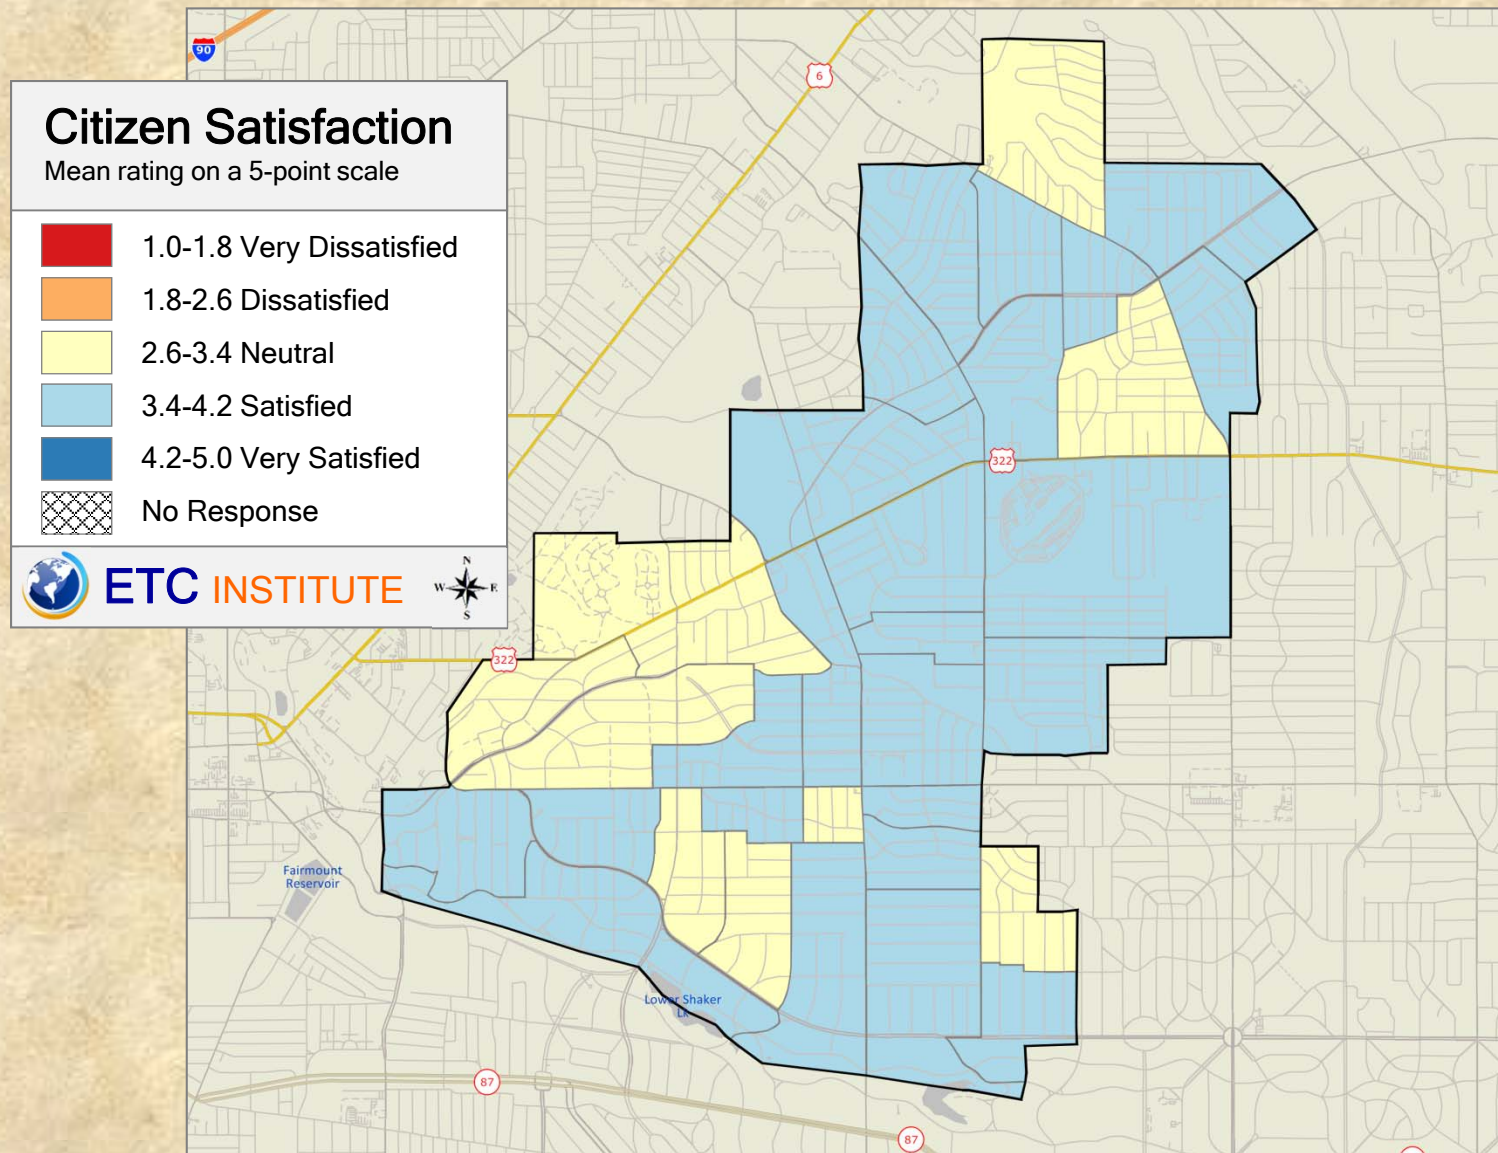 90
6
Citizen Satisfaction
Mean rating on a 5-point scale
1.0-1.8 Very Dissatisfied
1.8-2.6 Dissatisfied
2.6-3.4 Neutral
3.4-4.2 Satisfied
4.2-5.0 Very Satisfied
No Response
ETC INSTITUTE
N
W E
S
322
322
Fairmount
Reservoir
Lower Shaker
Lk
87
87